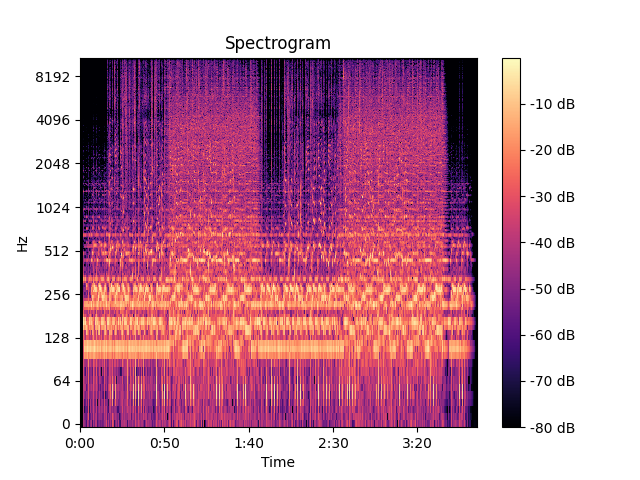 Spectrogram
8192
4096
2048
1024
512
256
128
64
0
Hz
0:00 0:50 1:40 2:30 3:20
Time
-10 dB
-20 dB
-30 dB
-40 dB
-50 dB
-60 dB
-70 dB
-80 dB